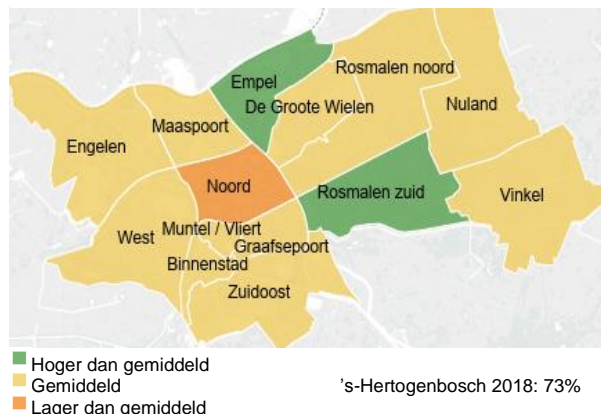 Empel
Rosmalen noord
De Groote Wielen
Nuland
Maaspoort
Engelen
Noord
Rosmalen zuid
Vinkel
West
Muntel / Vliert
Graafsepoort
Binnenstad
Zuidoost
Hoger dan gemiddeld
Gemiddeld
's-Hertogenbosch 2018: 73%
Lager dan gemiddeld